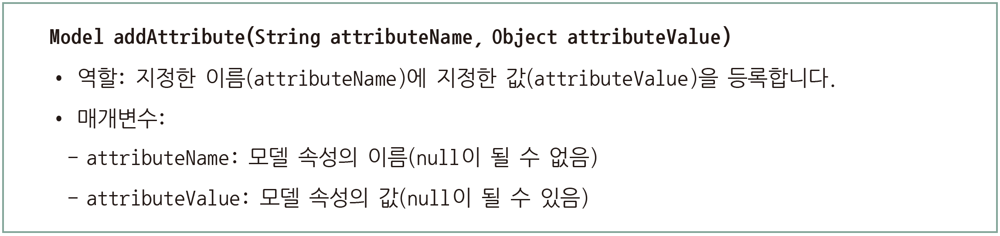 Model addAttribute(String attributeName, Object attributeValue)
• 역할: 지정한 이름(attributeName)에 지정한 값(attributeValue)을 등록합니다.
• 매개변수:
– attributeName: 모델 속성의 이름(null이 될 수 없음)
– attributeValue: 모델 속성의 값(null이 될 수 있음)